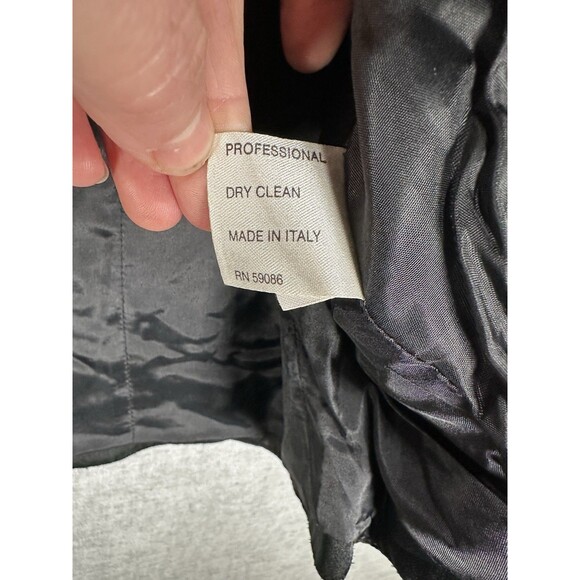 PROFESSIONAL
DRY CLEAN
MADE IN ITALY
RN 59086